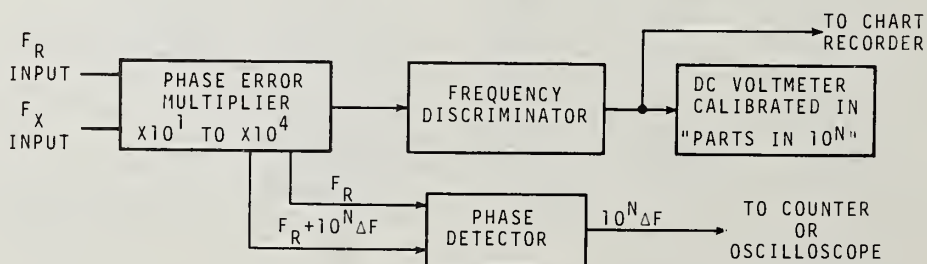 F_R
INPUT
F_X
INPUT
PHASE ERROR
MULTIPLIER
X10^1 TO X10^4
FREQUENCY
DISCRIMINATOR
TO CHART
RECORDER
DC VOLTMETER
CALIBRATED IN
"PARTS IN 10^N"
F_R
F_R+10^NΔF
PHASE
DETECTOR
10^NΔF
TO COUNTER
OR
OSCILLOSCOPE